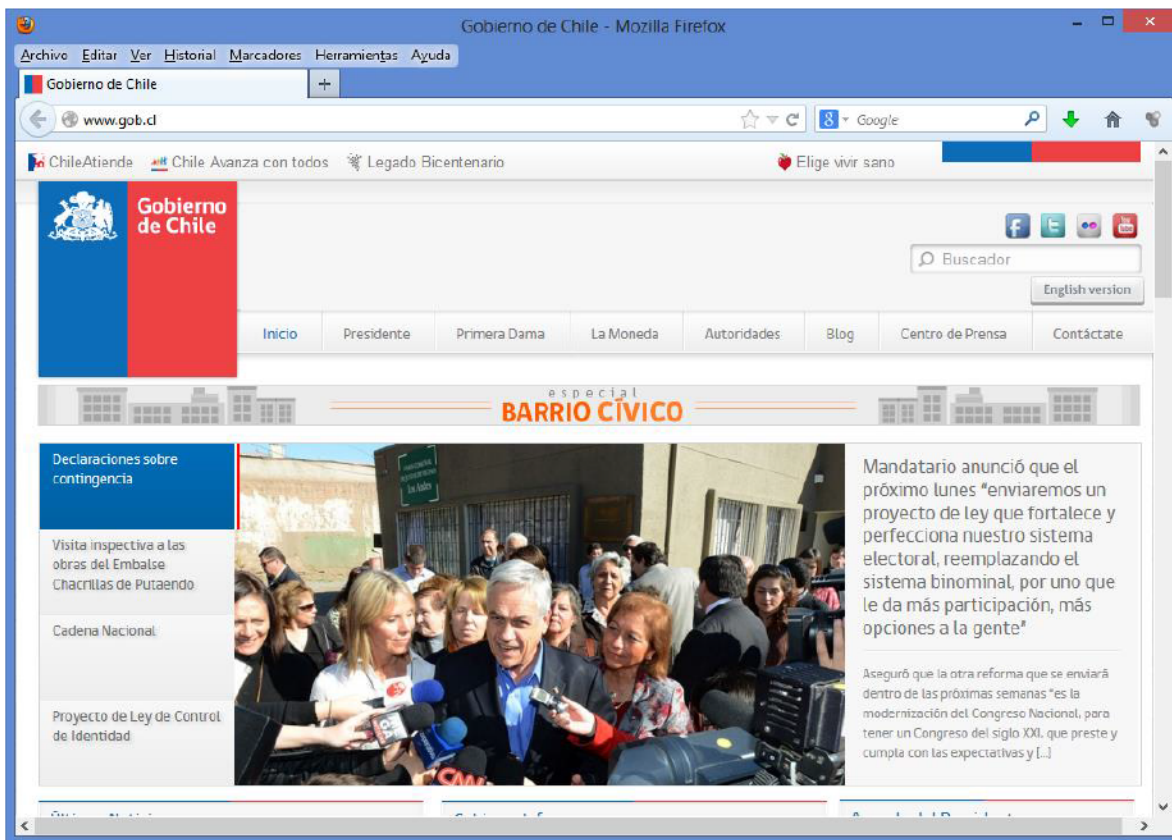 Gobierno de Chile - Mozilla Firefox
Archivo Editar Ver Historial Marcadores Herramientas Ayuda
Gobierno de Chile
www.gob.cl
Google
ChileAtiende Chile Avanza con todos Legado Bicentenario Elige vivir sano
Gobierno
de Chile
Buscador
English version
Inicio Presidente Primera Dama La Moneda Autoridades Blog Centro de Prensa Contáctate
especial
BARRIO CÍVICO
Declaraciones sobre
contingencia
Visita inspectiva a las
obras del Embalse
Chacrillas de Putaendo
Cadena Nacional
Proyecto de Ley de Control
de Identidad
Los Andes
CNN
Mandatario anunció que el
próximo lunes “enviaremos un
proyecto de ley que fortalece y
perfecciona nuestro sistema
electoral, reemplazando el
sistema binominal, por uno que
le da más participación, más
opciones a la gente”
Aseguró que la otra reforma que se enviará
dentro de las próximas semanas “es la
modernización del Congreso Nacional, para
tener un Congreso del siglo XXI, que preste y
cumpla con las expectativas y [...]